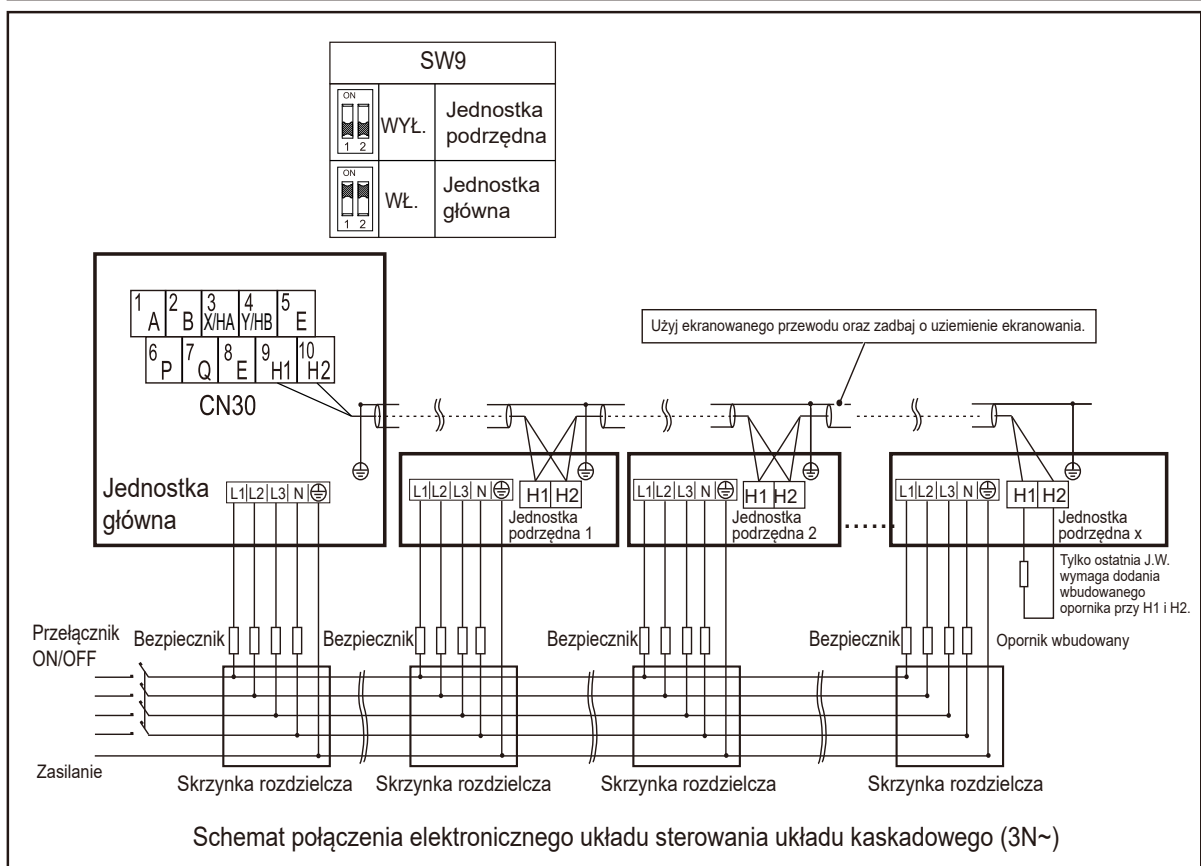 SW9
ON
1 2
WYŁ.
Jednostka
podrzędna
ON
1 2
WŁ.
Jednostka
główna
1 A 2 B 3 X/HA 4 Y/HB 5 E
6 P 7 Q 8 E 9 H1 10 H2
CN30
Użyj ekranowanego przewodu oraz zadbaj o uziemienie ekranowania.
Jednostka
główna
L1 L2 L3 N
L1 L2 L3 N
H1 H2
Jednostka
podrzędna 1
L1 L2 L3 N
H1 H2
Jednostka
podrzędna 2
......
L1 L2 L3 N
H1 H2
Jednostka
podrzędna x
Tylko ostatnia J.W.
wymaga dodania
wbudowanego
opornika przy H1 i H2.
Przełącznik
ON/OFF
Bezpiecznik
Bezpiecznik
Bezpiecznik
Bezpiecznik
Opornik wbudowany
Zasilanie
Skrzynka rozdzielcza
Skrzynka rozdzielcza
Skrzynka rozdzielcza
Skrzynka rozdzielcza
Schemat połączenia elektronicznego układu sterowania układu kaskadowego (3N~)